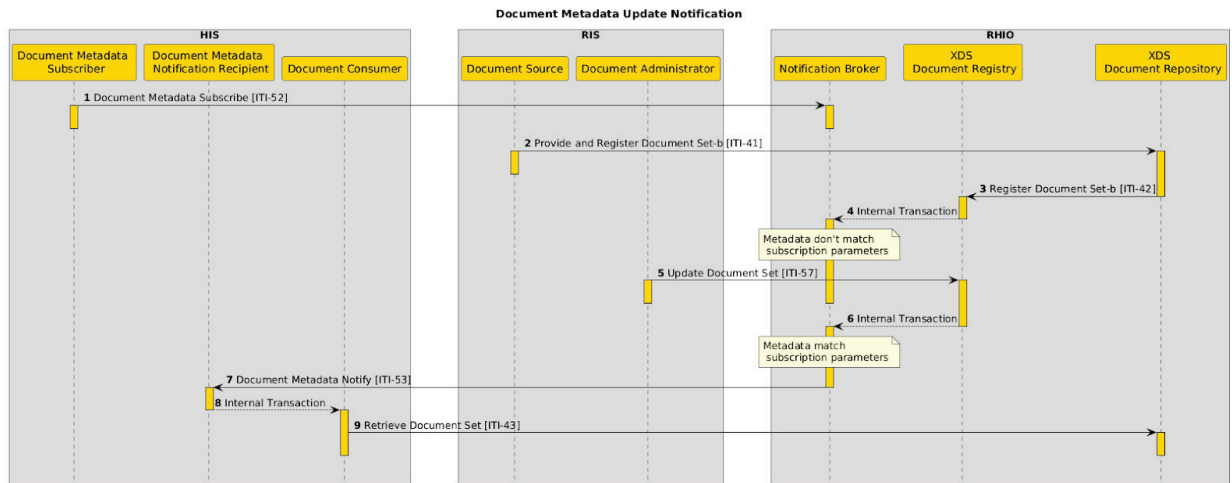 Document Metadata Update Notification
HIS
RIS
RHIO
Document Metadata
Subscriber
Document Metadata
Notification Recipient
Document Consumer
Document Source
Document Administrator
Notification Broker
XDS
Document Registry
XDS
Document Repository
1 Document Metadata Subscribe [ITI-52]
2 Provide and Register Document Set-b [ITI-41]
3 Register Document Set-b [ITI-42]
4 Internal Transaction
Metadata don't match
subscription parameters
5 Update Document Set [ITI-57]
6 Internal Transaction
Metadata match
subscription parameters
7 Document Metadata Notify [ITI-53]
8 Internal Transaction
9 Retrieve Document Set [ITI-43]